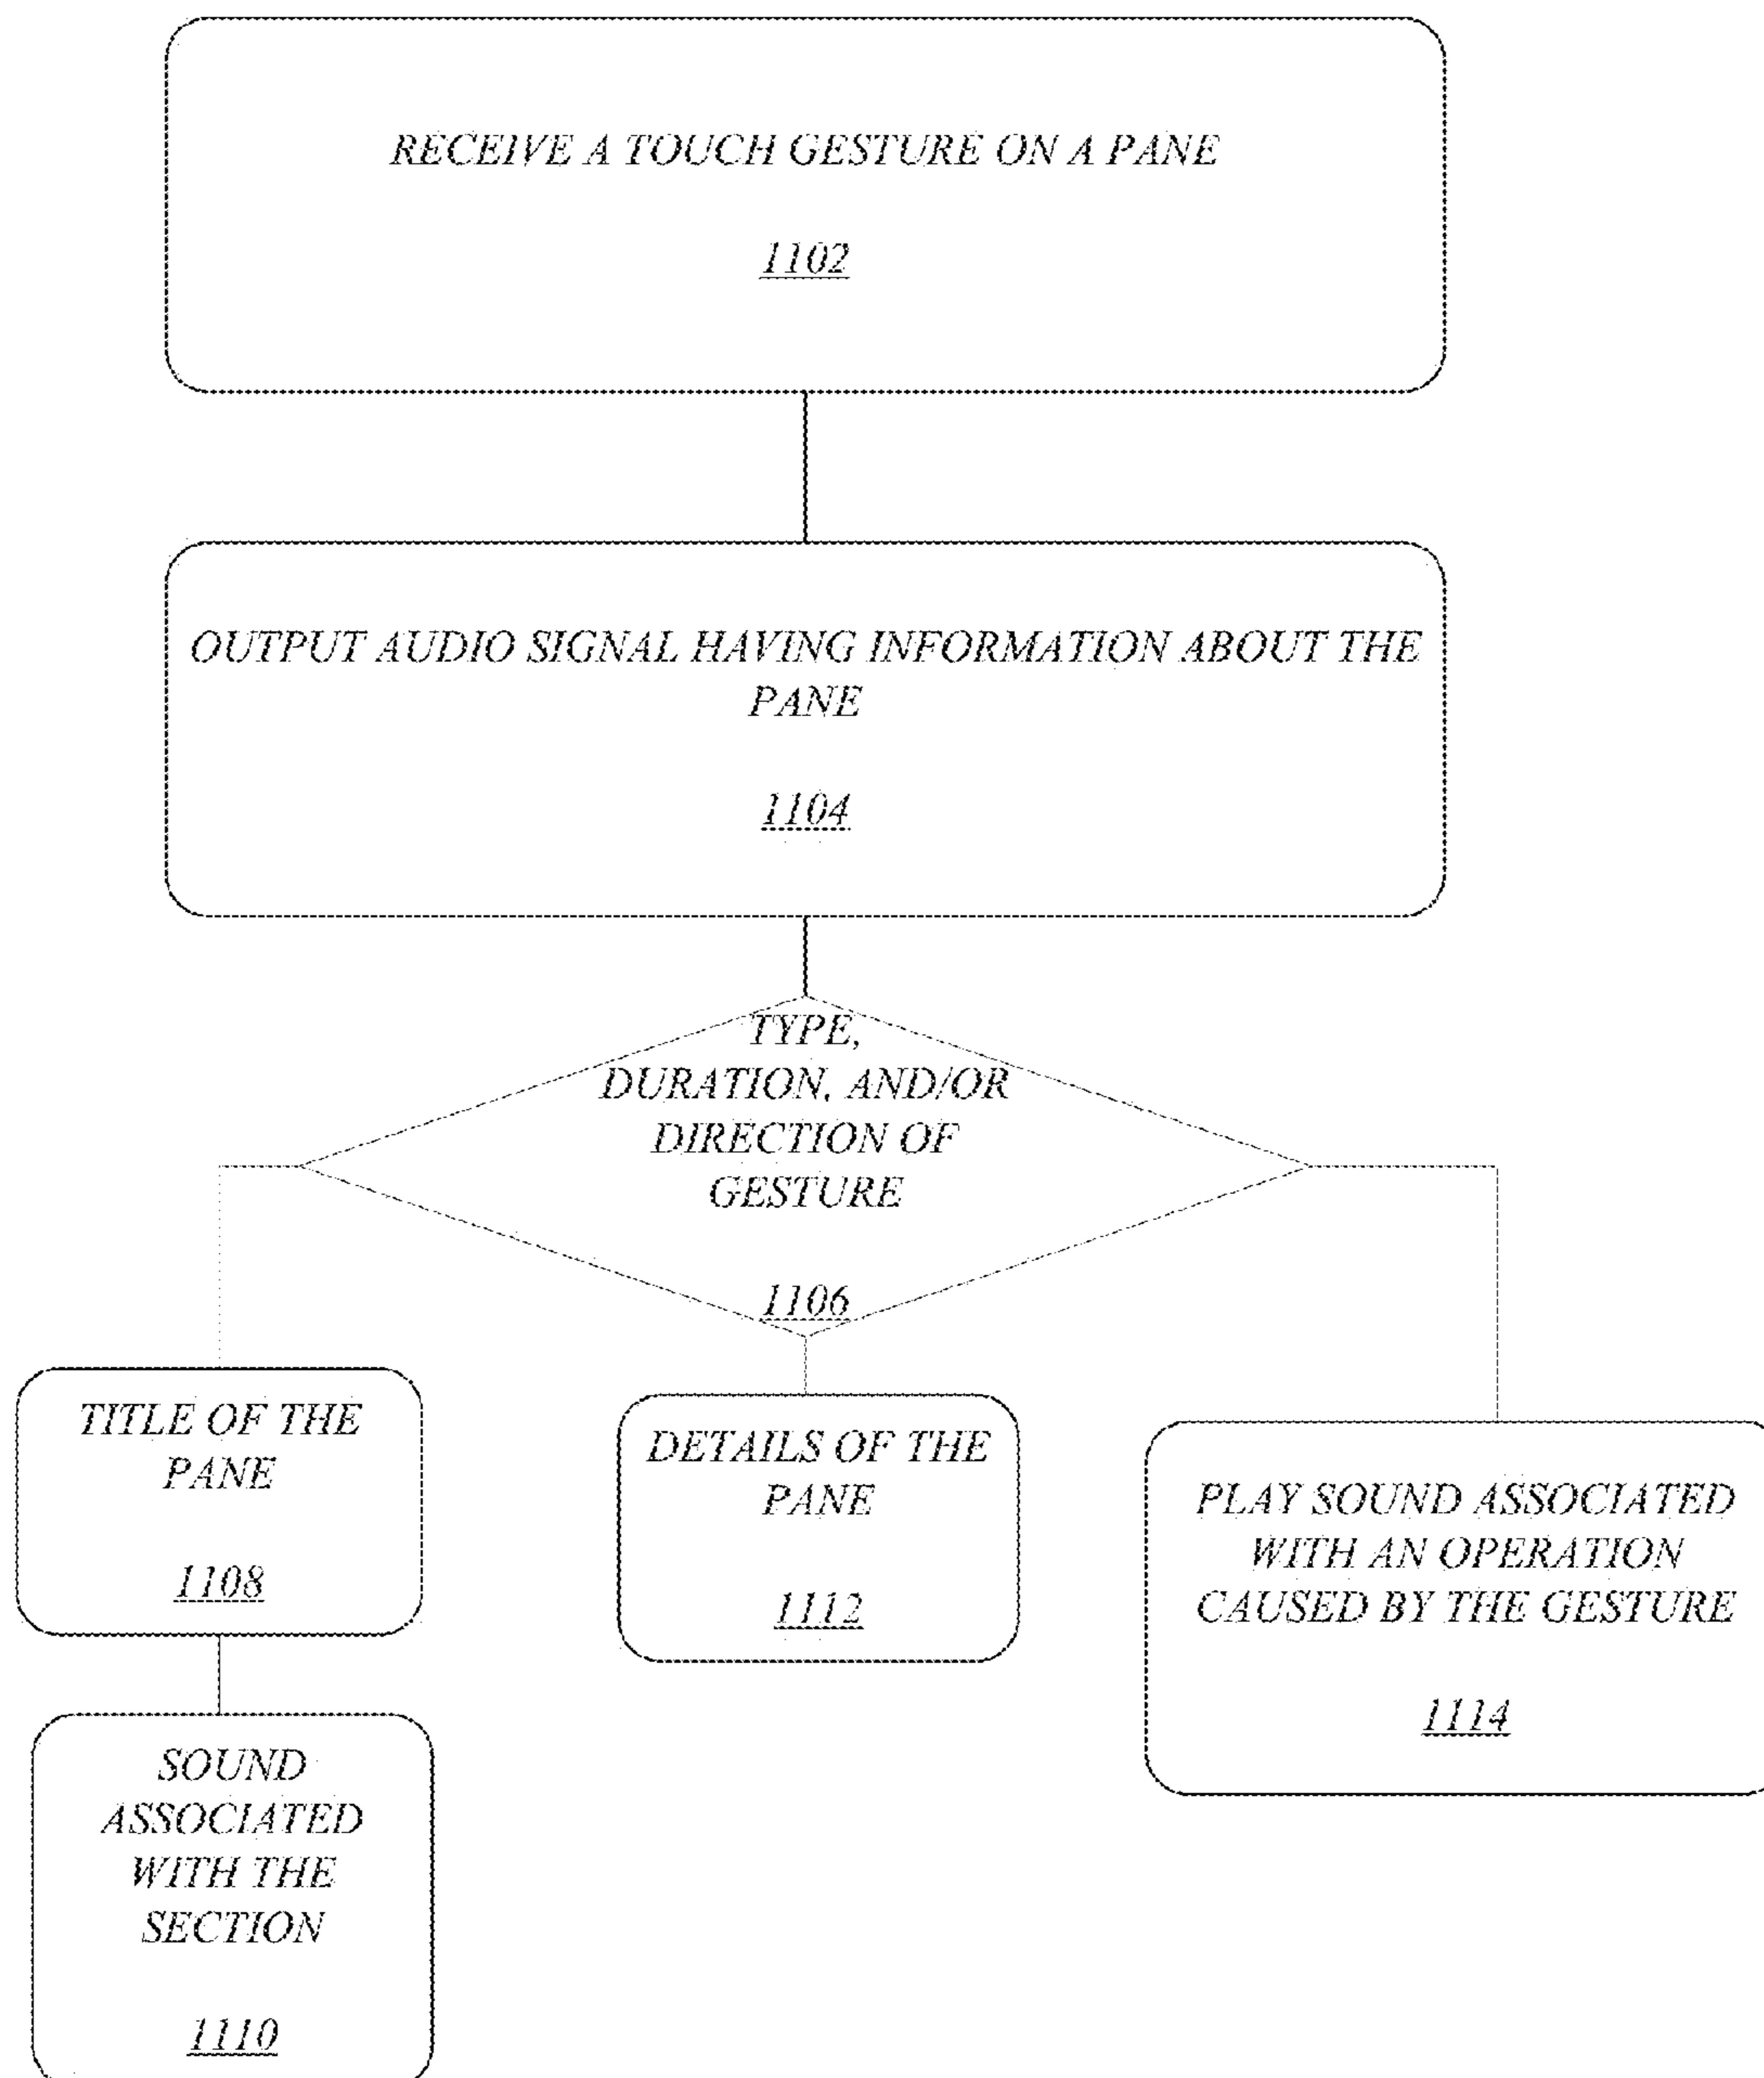 RECEIVE A TOUCH GESTURE ON A PANE
1102
OUTPUT AUDIO SIGNAL HAVING INFORMATION ABOUT THE
PANE
1104
TYPE,
DURATION, AND/OR
DIRECTION OF
GESTURE
1106
TITLE OF THE
PANE
1108
DETAILS OF THE
PANE
1112
PLAY SOUND ASSOCIATED
WITH AN OPERATION
CAUSED BY THE GESTURE
1114
SOUND
ASSOCIATED
WITH THE
SECTION
1110